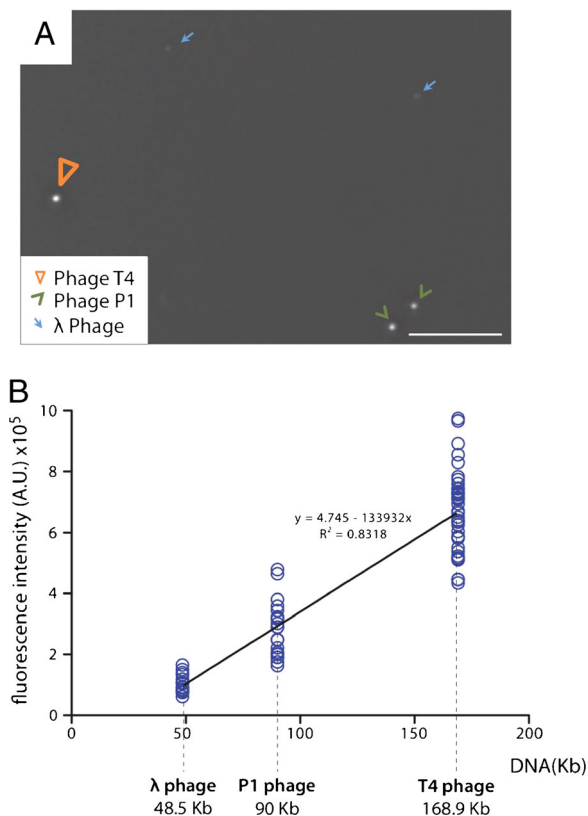 A
Phage T4
Phage P1
λ Phage
B
fluorescence intensity (A.U.) x10⁵
10
8
6
4
2
0
y = 4.745 - 133932x
R² = 0.8318
0
50
100
150
200
DNA(Kb)
λ phage
48.5 Kb
P1 phage
90 Kb
T4 phage
168.9 Kb